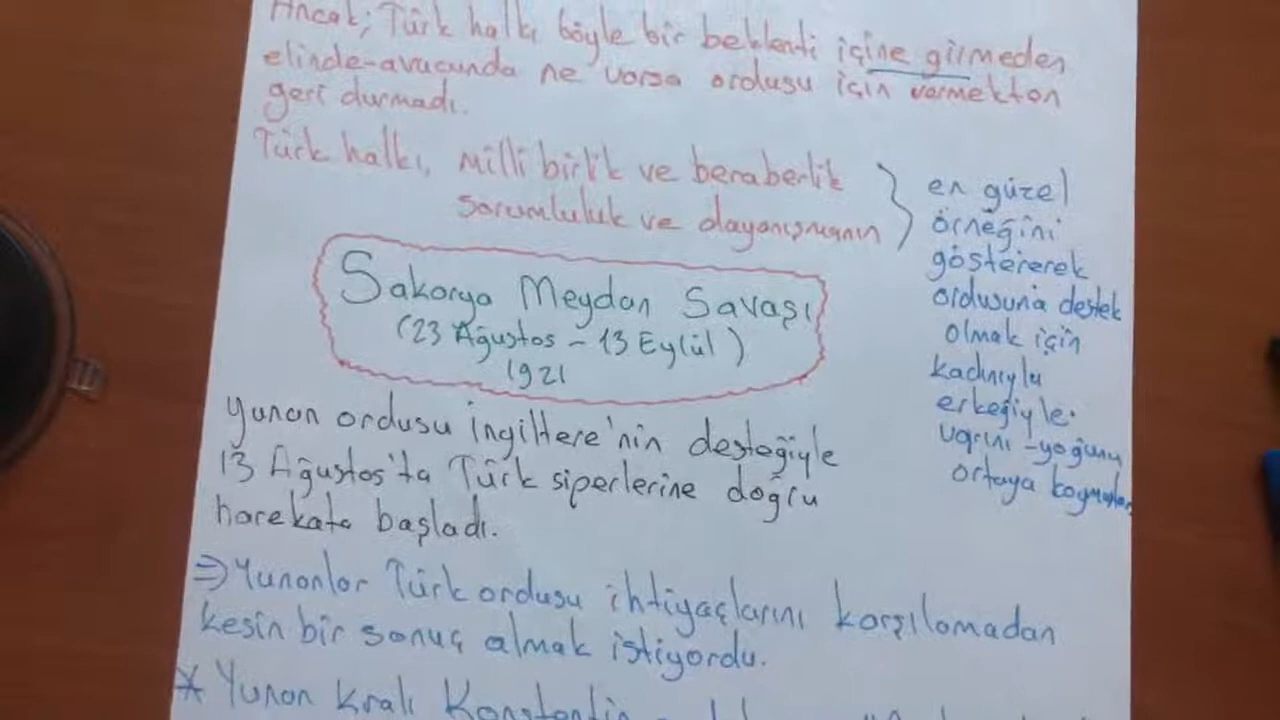 Ancak; Türk halkı böyle bir beklenti içine girmeden
elinde-avucunda ne varsa ordusu için vermekten
geri durmadı.
Türk halkı, milli birlik ve beraberlik
sorumluluk ve dayanışmanın
en güzel
örneğini
göstererek
ordusuna destek
olmak için
kadınıyla
erkeğiyle
varını-yoğunu
ortaya koymuştur
Sakarya Meydan Savaşı
(23 Ağustos - 13 Eylül)
1921
Yunan ordusu İngiltere'nin desteğiyle
13 Ağustos'ta Türk siperlerine doğru
harekata başladı.
⇒ Yunanlar Türk ordusu ihtiyaçlarını karşılamadan
kesin bir sonuç almak istiyordu.
* Yunan Kralı Konstantin